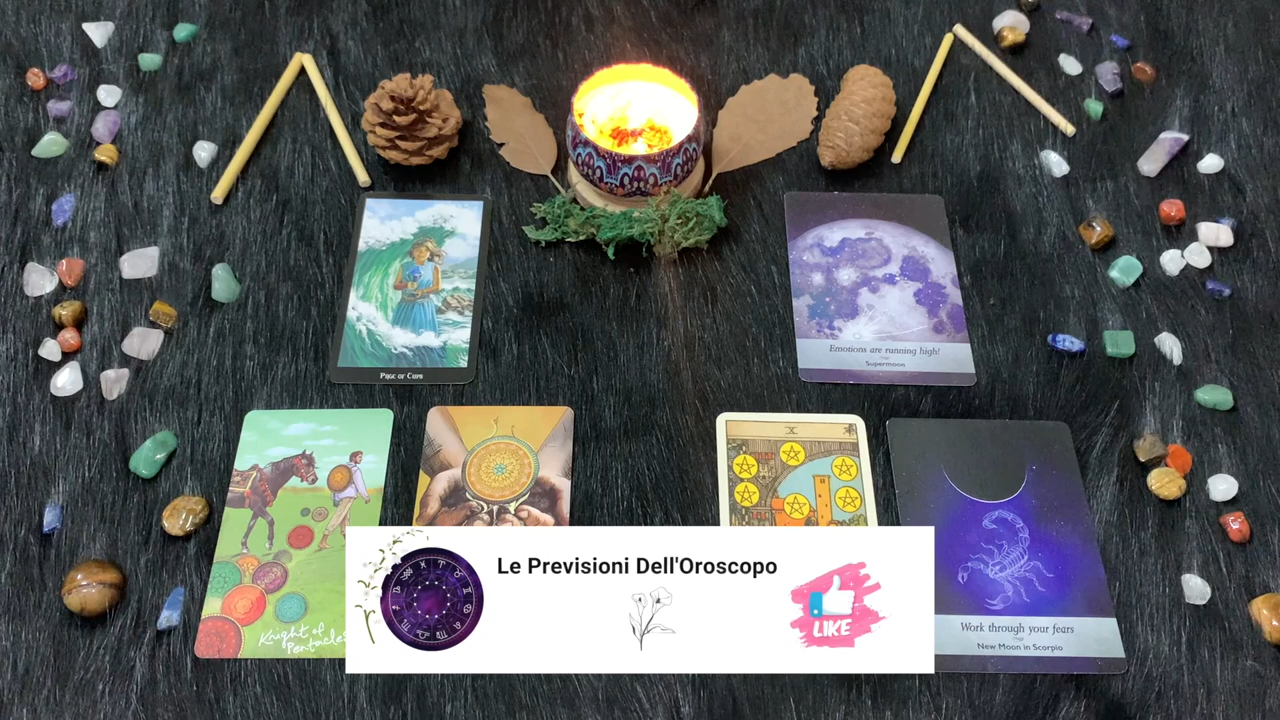 Page of Cups
Emotions are running high!
Supermoon
X
Knight of
Pentacles
Le Previsioni Dell'Oroscopo
LIKE
Work through your fears
New Moon in Scorpio